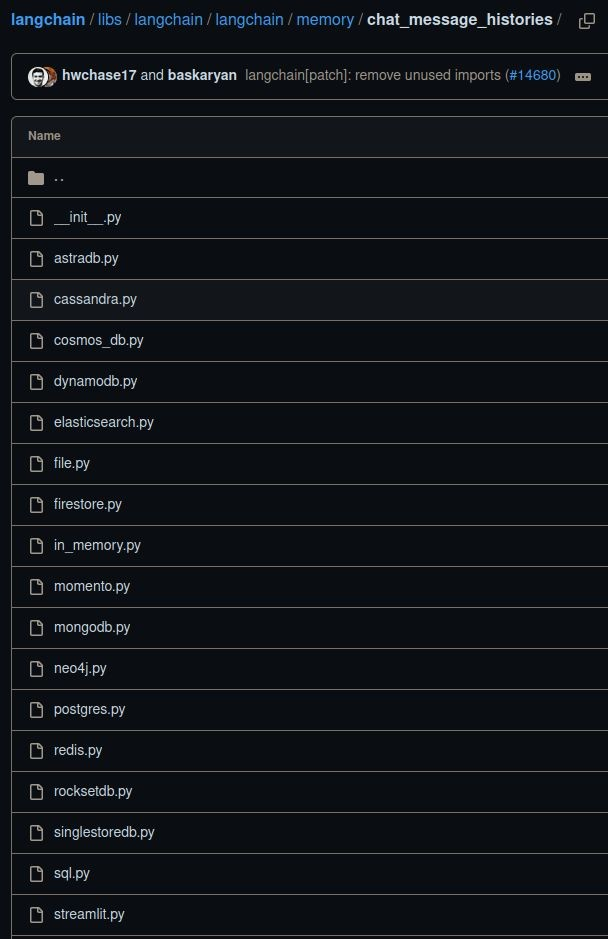 langchain / libs / langchain / langchain / memory / chat_message_histories /
hwchase17 and baskaryan langchain[patch]: remove unused imports (#14680)
Name
..
__init__.py
astradb.py
cassandra.py
cosmos_db.py
dynamodb.py
elasticsearch.py
file.py
firestore.py
in_memory.py
momento.py
mongodb.py
neo4j.py
postgres.py
redis.py
rocksetdb.py
singlestoredb.py
sql.py
streamlit.py